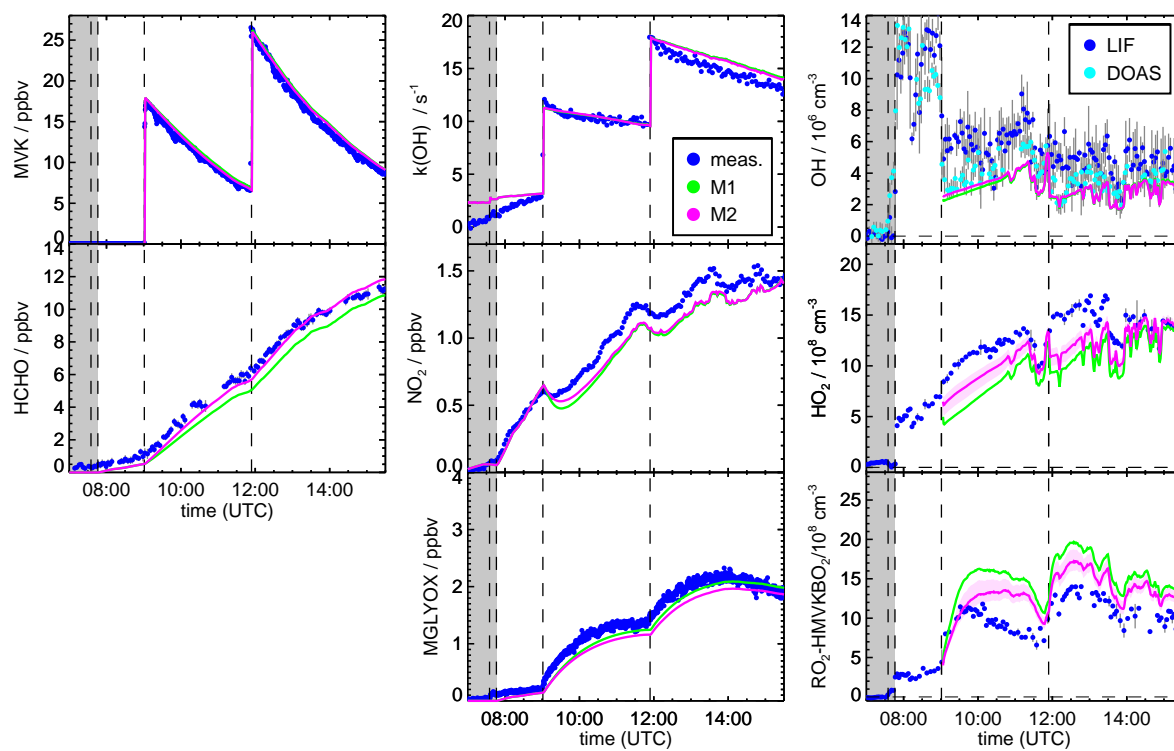 MVK / ppbv
25
20
15
10
5
0
k(OH) / s⁻¹
20
15
10
5
0
meas.
M1
M2
OH / 10⁶ cm⁻³
14
12
10
8
6
4
2
0
LIF
DOAS
HCHO / ppbv
14
12
10
8
6
4
2
0
08:00 10:00 12:00 14:00
time (UTC)
NO₂ / ppbv
1.5
1.0
0.5
0.0
HO₂ / 10⁸ cm⁻³
20
15
10
5
0
MGLYOX / ppbv
4
3
2
1
0
08:00 10:00 12:00 14:00
time (UTC)
RO₂-HMVKBO₂/10⁸ cm⁻³
25
20
15
10
5
0
08:00 10:00 12:00 14:00
time (UTC)